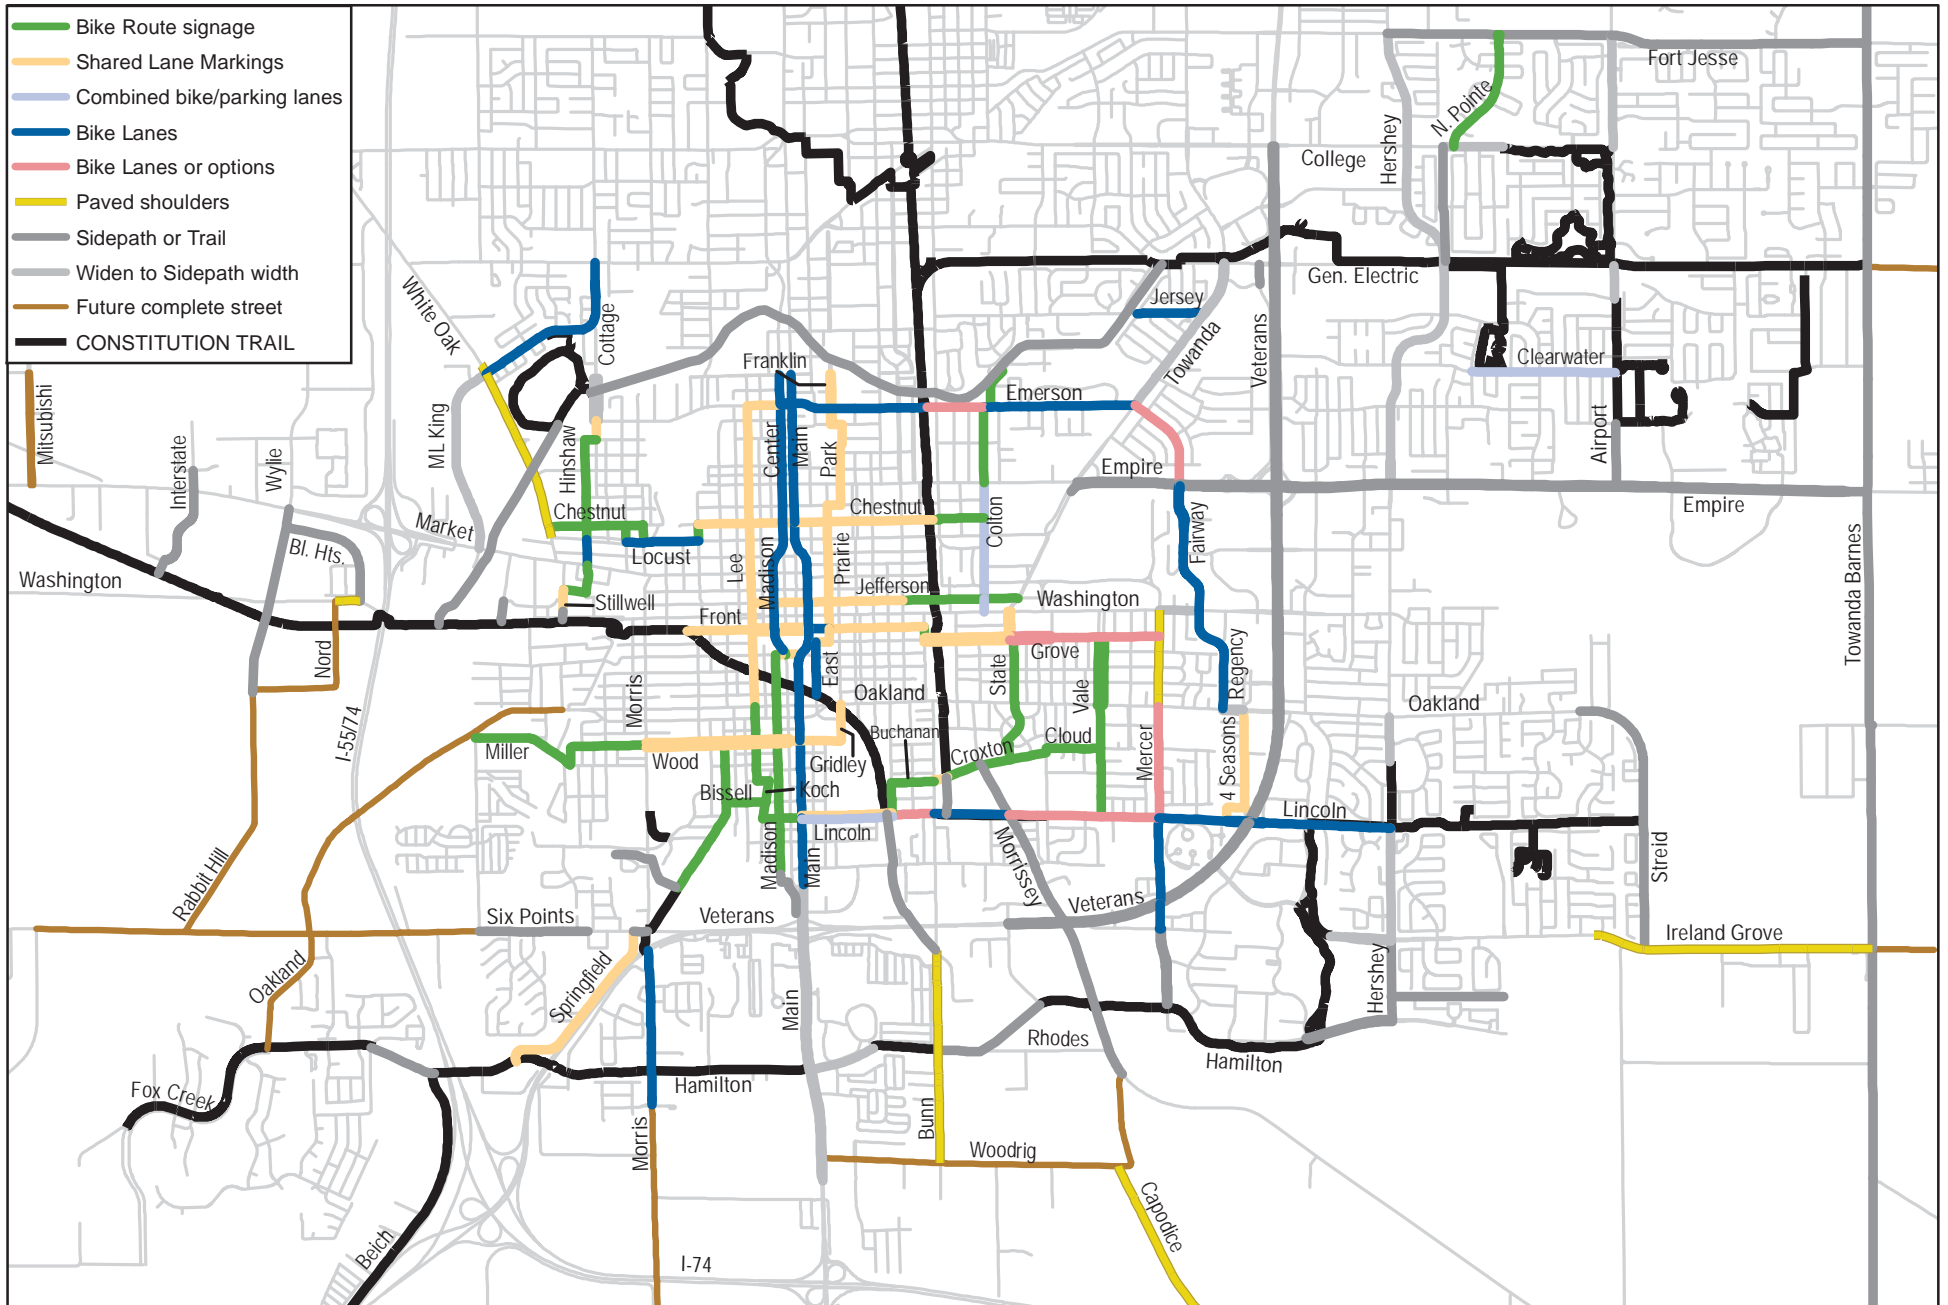 Bike Route signage
Shared Lane Markings
Combined bike/parking lanes
Bike Lanes
Bike Lanes or options
Paved shoulders
Sidepath or Trail
Widen to Sidepath width
Future complete street
CONSTITUTION TRAIL
Fort Jesse
N. Pointe
Hershey
College
Gen. Electric
Jersey
Towanda
Veterans
Clearwater
Airport
White Oak
Cottage
Franklin
Emerson
Mitsubishi
Interstate
Wylie
ML King
Hinshaw
Center
Main
Park
Empire
Empire
Chestnut
Chestnut
Colton
Fairway
Market
Bl. Hts.
Locust
Lee
Madison
Prairie
Towanda Barnes
Washington
Stillwell
Jefferson
Washington
Front
Nord
Grove
East
State
Vale
Regency
Morris
Oakland
Oakland
I-55/74
Miller
Wood
Buchanan
Croxton
Cloud
Mercer
4 Seasons
Gridley
Bissell
Koch
Lincoln
Lincoln
Madison
Main
Morrissey
Streid
Rabbit Hill
Six Points
Veterans
Veterans
Ireland Grove
Oakland
Springfield
Main
Hershey
Rhodes
Hamilton
Hamilton
Fox Creek
Bunn
Morris
Woodrig
Capodice
Beich
I-74